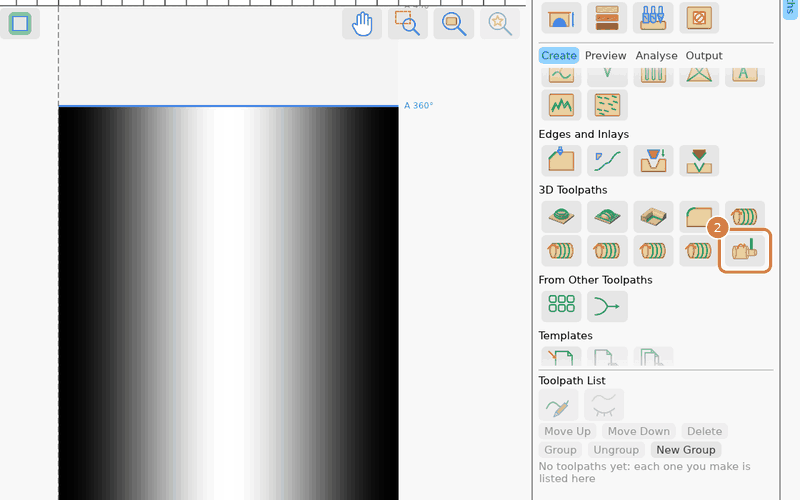 A 360°
hs
Create Preview Analyse Output
Edges and Inlays
3D Toolpaths
2
From Other Toolpaths
Templates
Toolpath List
Move Up Move Down Delete
Group Ungroup New Group
No toolpaths yet: each one you make is
listed here